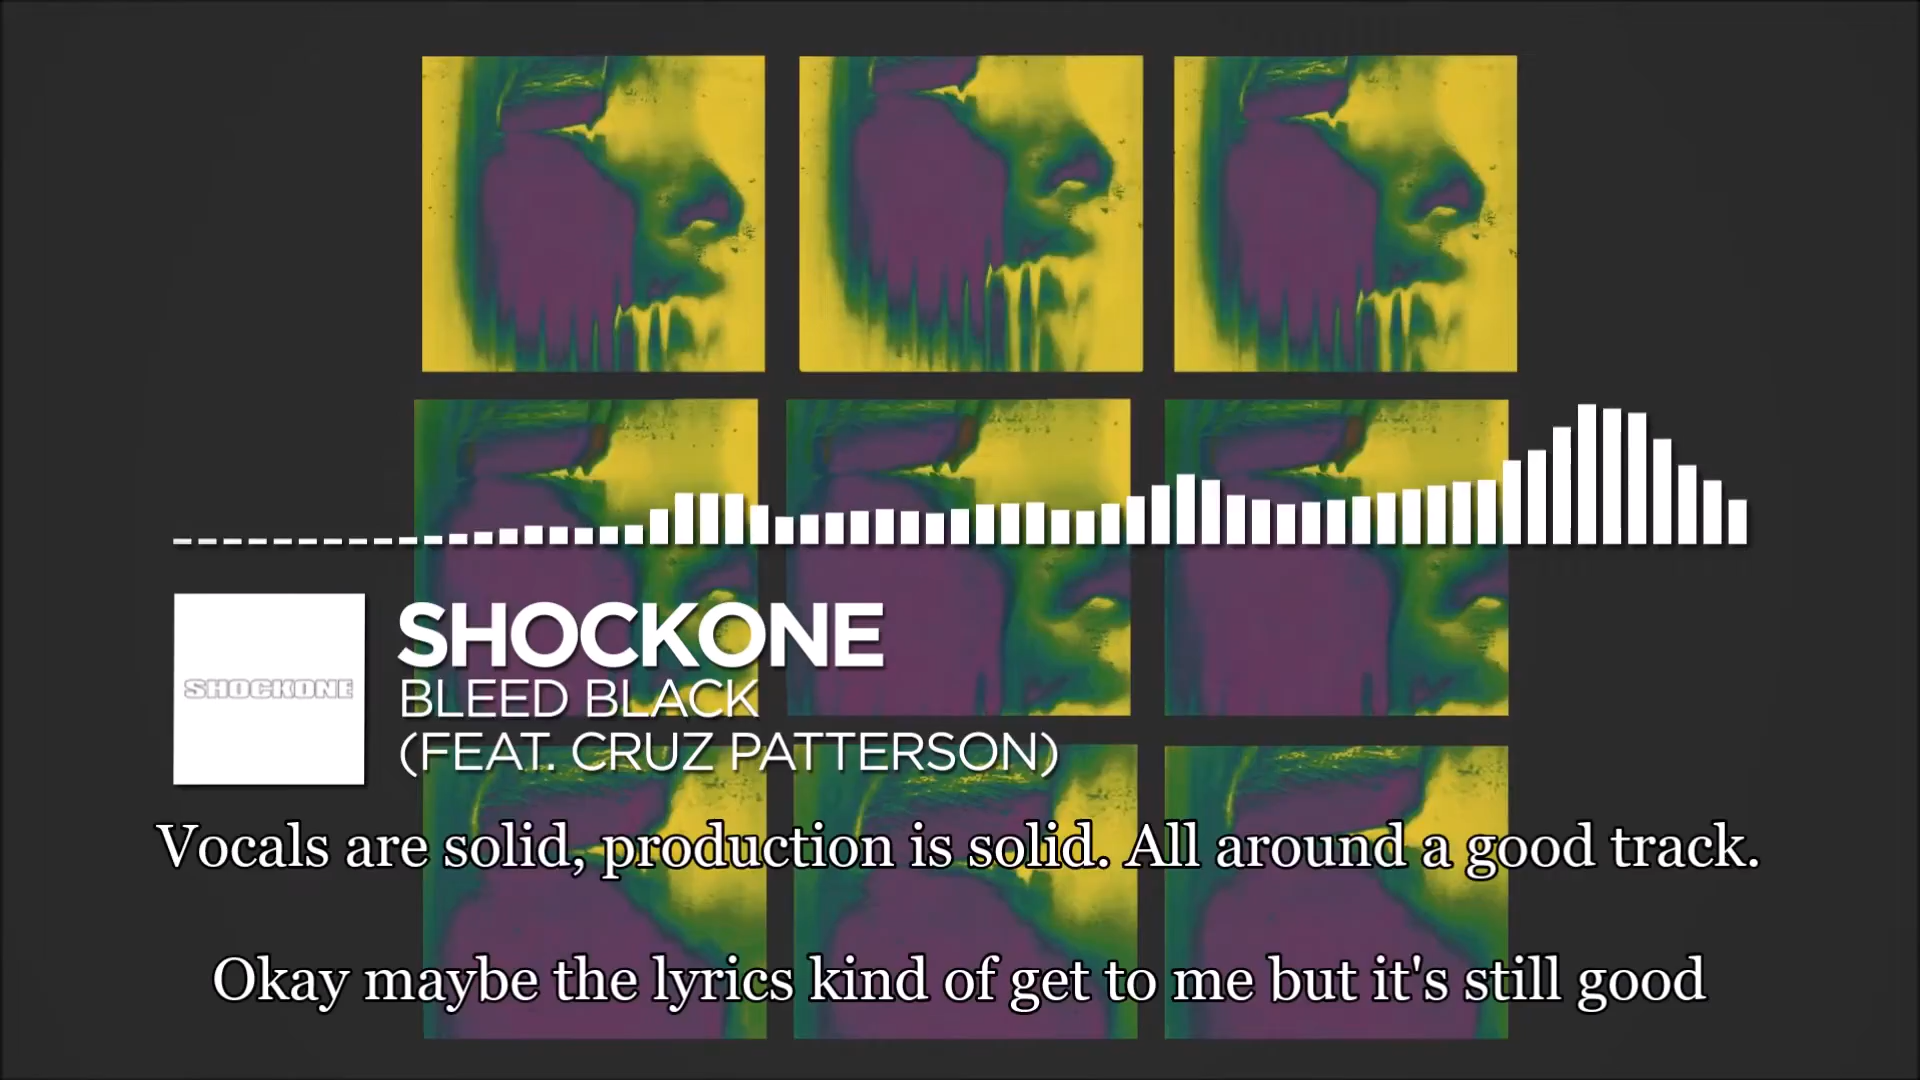 SHOCKONE
SHOCKONE
BLEED BLACK
(FEAT. CRUZ PATTERSON)
Vocals are solid, production is solid. All around a good track.
Okay maybe the lyrics kind of get to me but it's still good